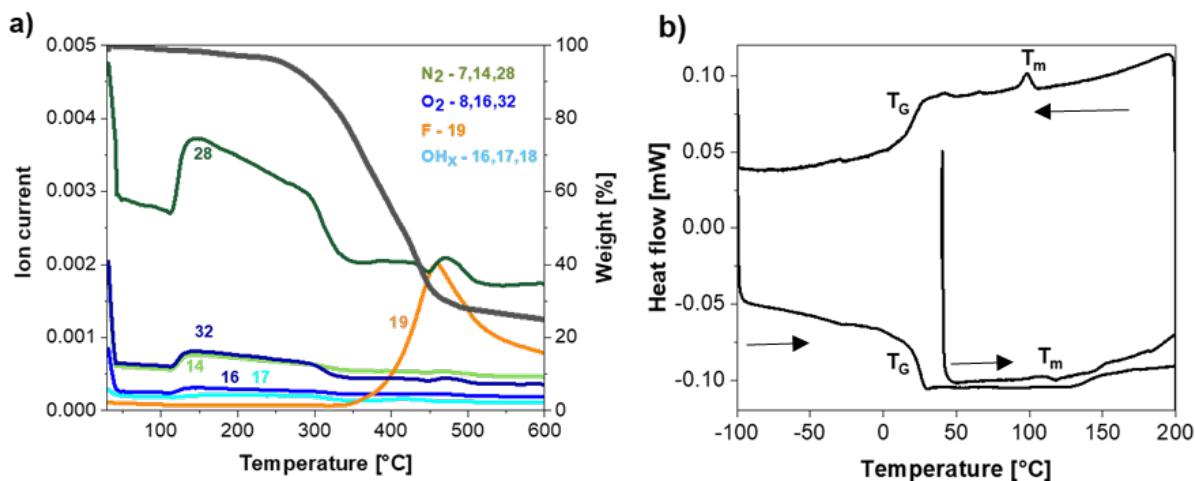 a)
0.005
0.004
0.003
0.002
0.001
0.000
Ion current
100
80
60
40
20
0
Weight [%]
N2 - 7,14,28
O2 - 8,16,32
F - 19
OHx - 16,17,18
28
32
14
16
17
19
100 200 300 400 500 600
Temperature [°C]
b)
0.10
0.05
0.00
-0.05
-0.10
Heat flow [mW]
TG
Tm
TG
Tm
-100 -50 0 50 100 150 200
Temperature [°C]